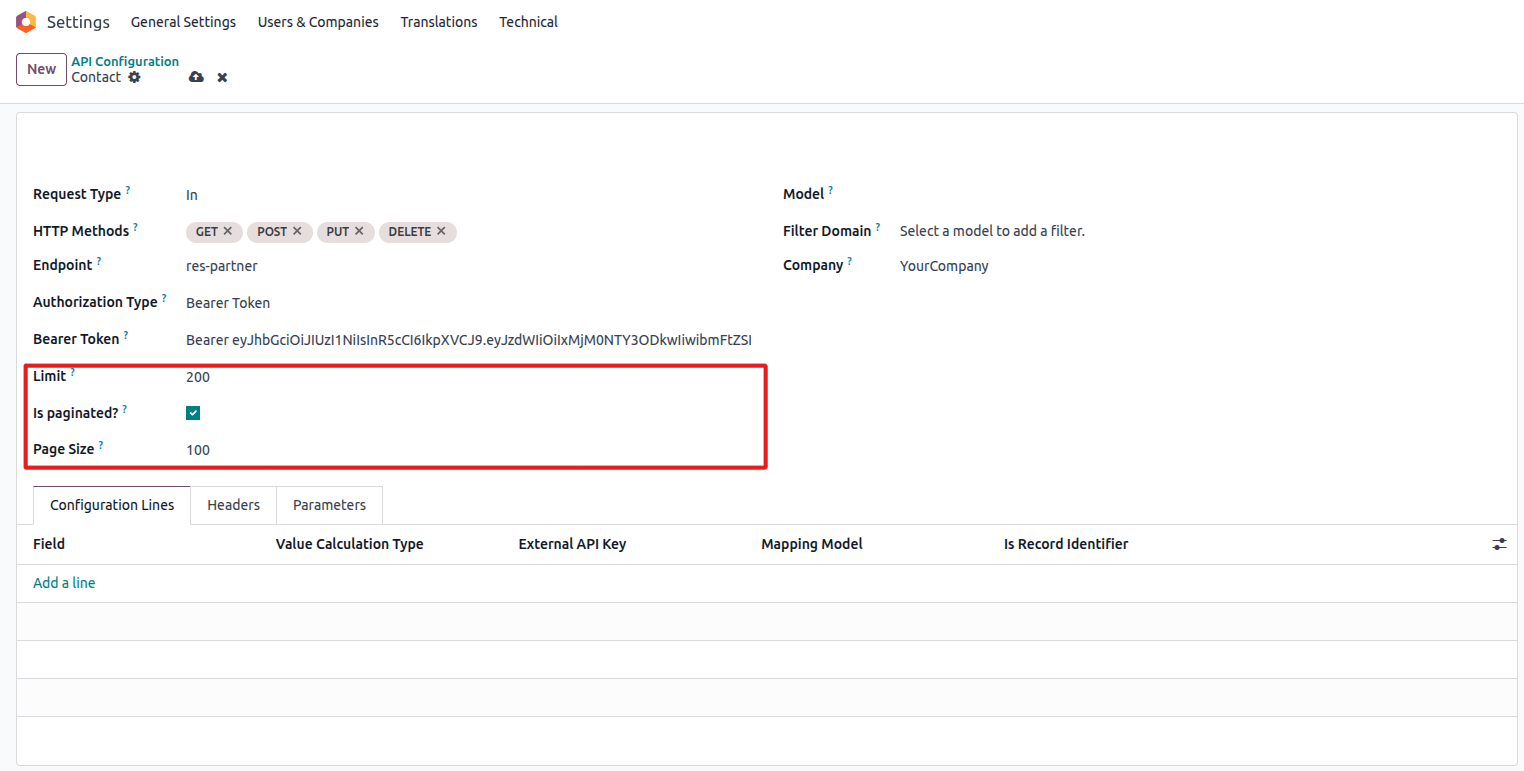 Settings General Settings Users & Companies Translations Technical
New API Configuration
Contact
Request Type ? In
Model ?
HTTP Methods ? GET × POST × PUT × DELETE ×
Filter Domain ? Select a model to add a filter.
Endpoint ? res-partner
Company ? YourCompany
Authorization Type ? Bearer Token
Bearer Token ? Bearer eyJhbGciOiJIUzI1NiIsInR5cCI6IkpXVCJ9.eyJzdWIiOiIxMjM0NTY3ODkwIiwibmFtZSI
Limit ? 200
Is paginated? ?
Page Size ? 100
Configuration Lines Headers Parameters
Field Value Calculation Type External API Key Mapping Model Is Record Identifier
Add a line